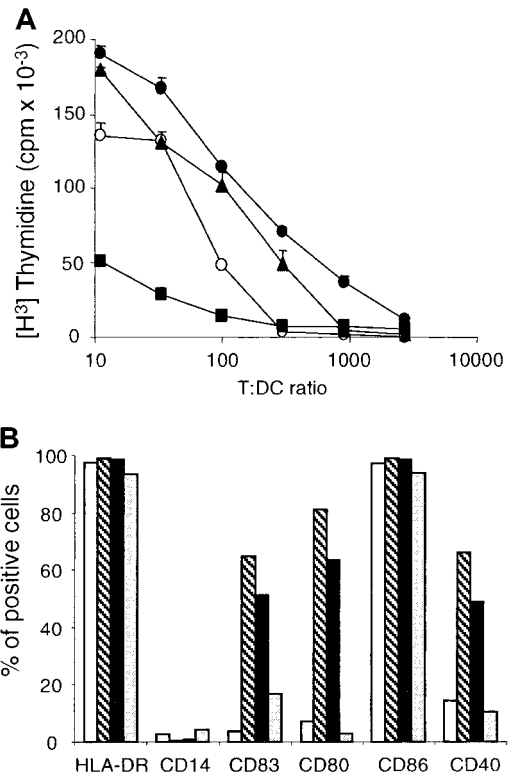 A
[H³] Thymidine (cpm x 10⁻³)
200
150
100
50
0
10
100
1000
10000
T:DC ratio
B
% of positive cells
100
80
60
40
20
0
HLA-DR CD14 CD83 CD80 CD86 CD40